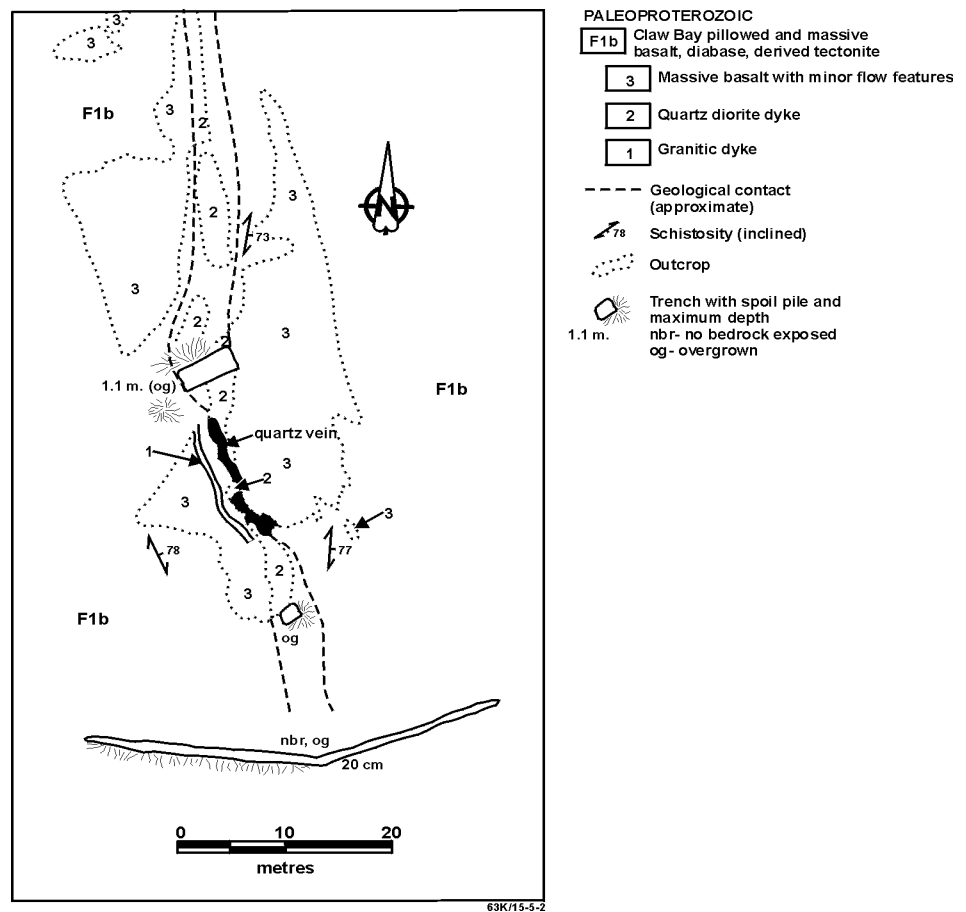 3
3
F1b
3
2
3
2
73
3
2
3
2
1.1 m. (og)
2
F1b
quartz vein
1
3
2
3
3
78
77
2
3
F1b
og
nbr, og
20 cm
0 10 20
metres
N
PALEOPROTEROZOIC
F1b Claw Bay pillowed and massive
basalt, diabase, derived tectonite
3 Massive basalt with minor flow features
2 Quartz diorite dyke
1 Granitic dyke
Geological contact
(approximate)
78 Schistosity (inclined)
Outcrop
Trench with spoil pile and
maximum depth
1.1 m. nbr- no bedrock exposed
og- overgrown
63K/15-5-2